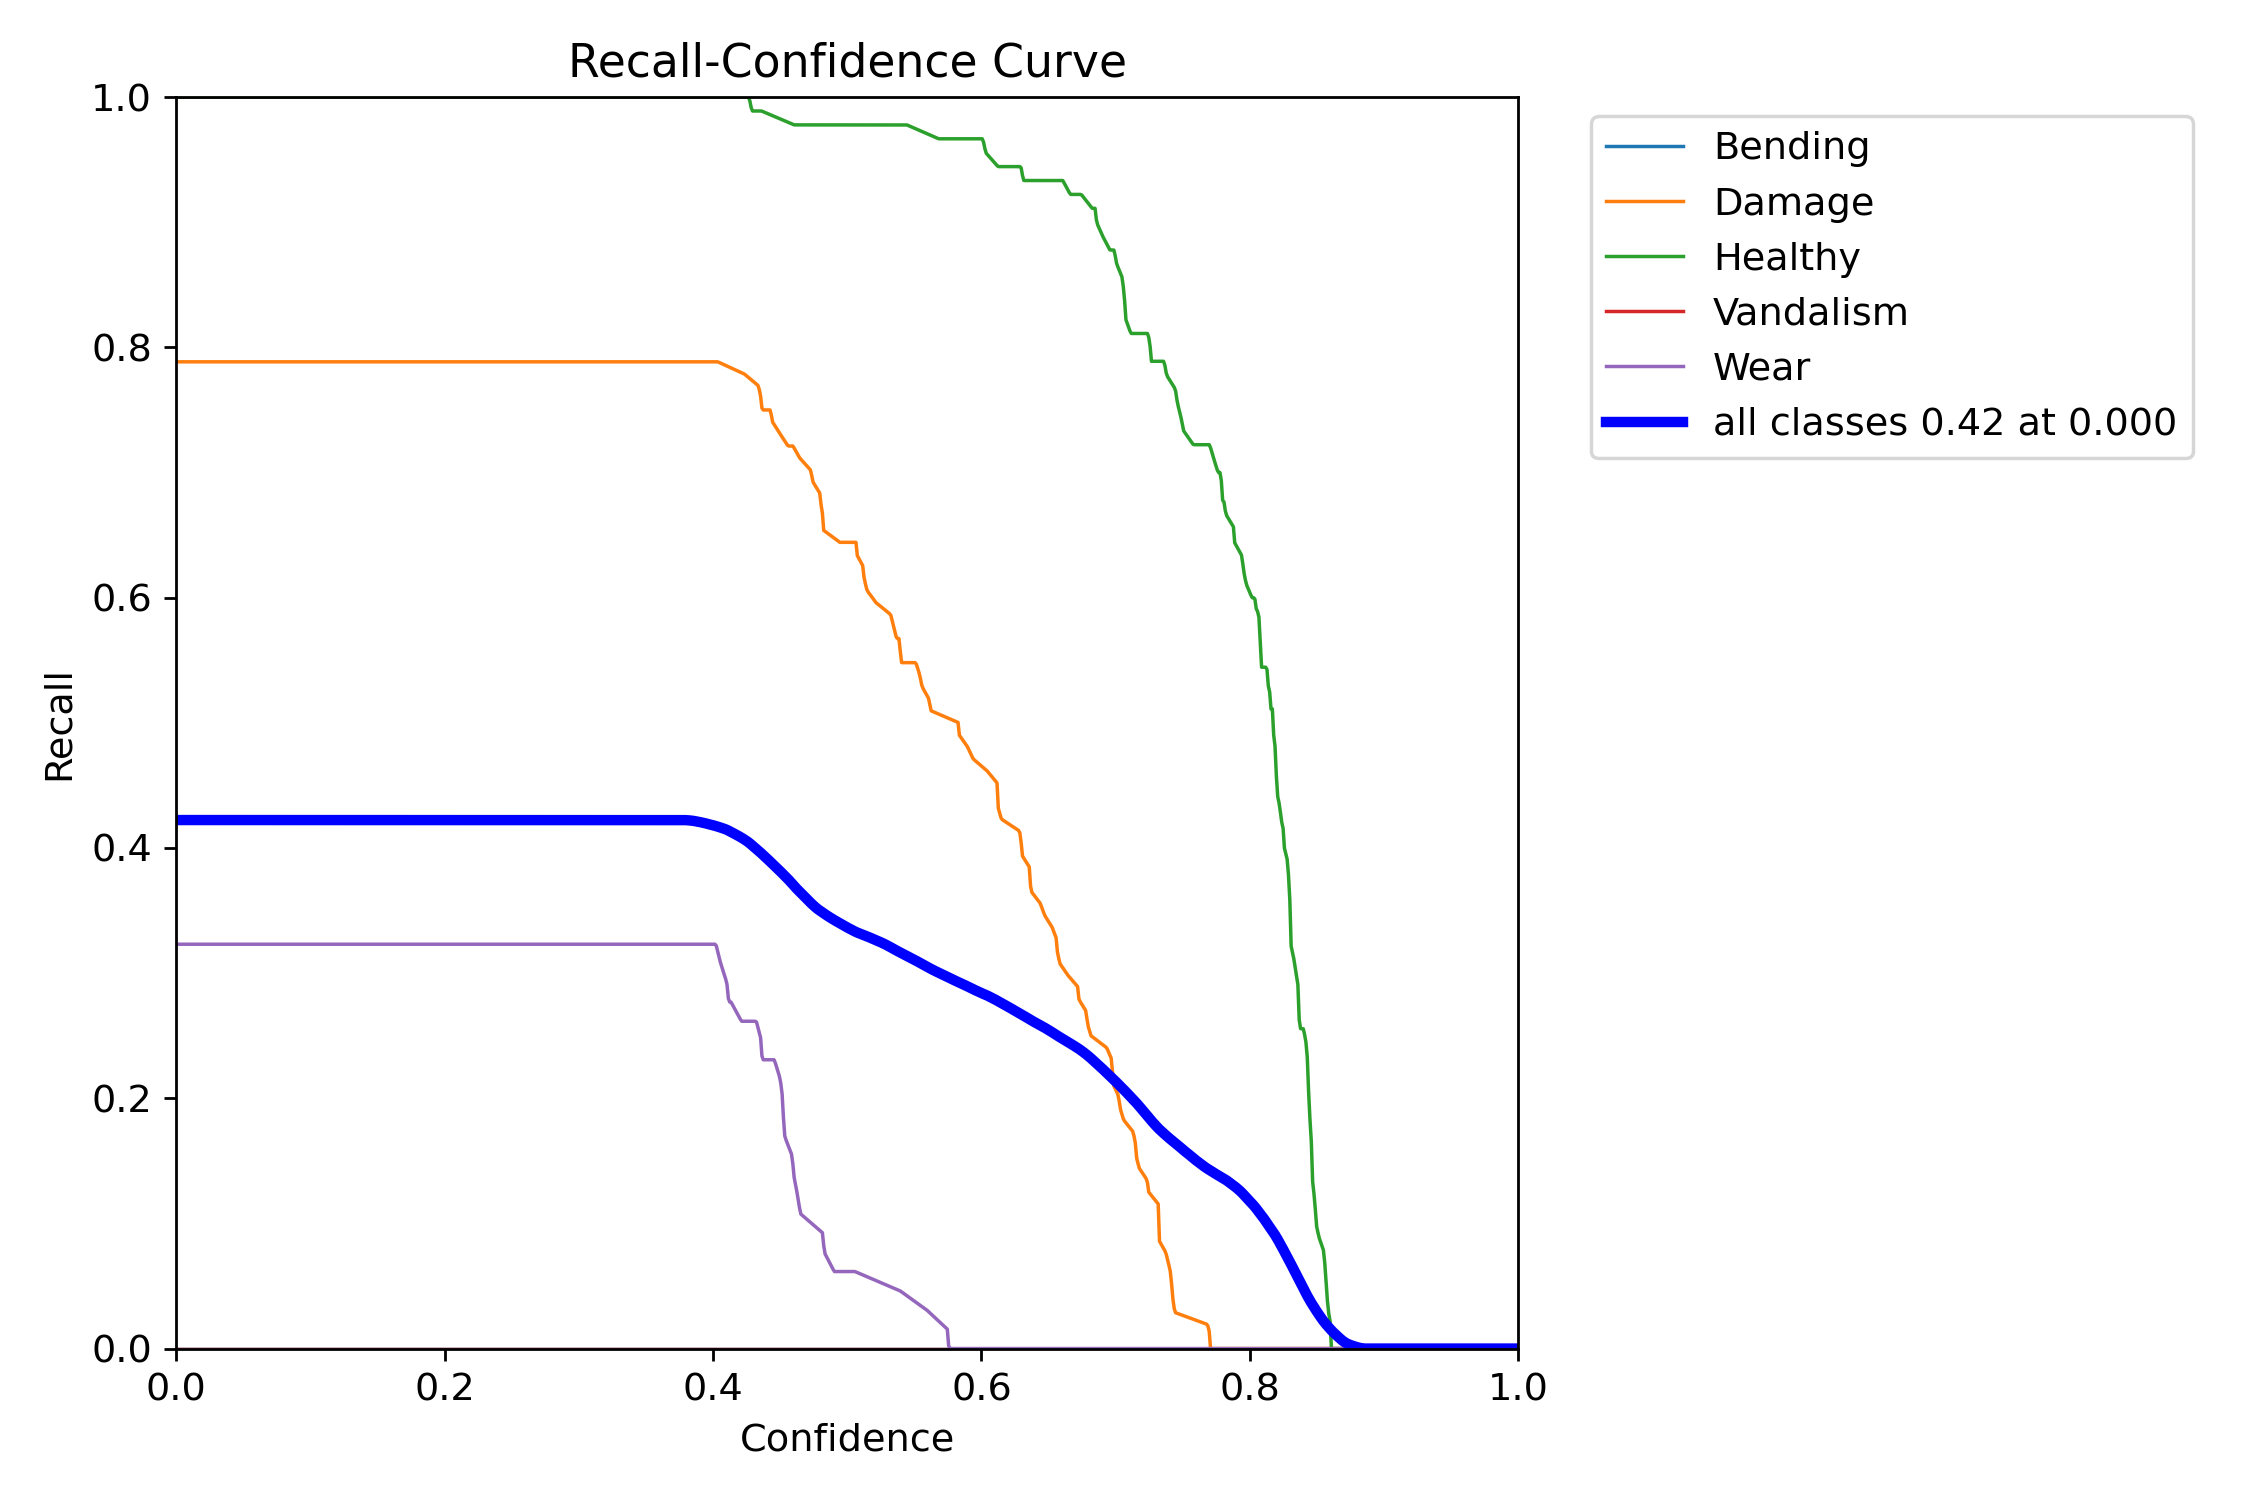 Recall-Confidence Curve
1.0
0.8
0.6
0.4
0.2
0.0
Recall
0.0 0.2 0.4 0.6 0.8 1.0
Confidence
Bending
Damage
Healthy
Vandalism
Wear
all classes 0.42 at 0.000